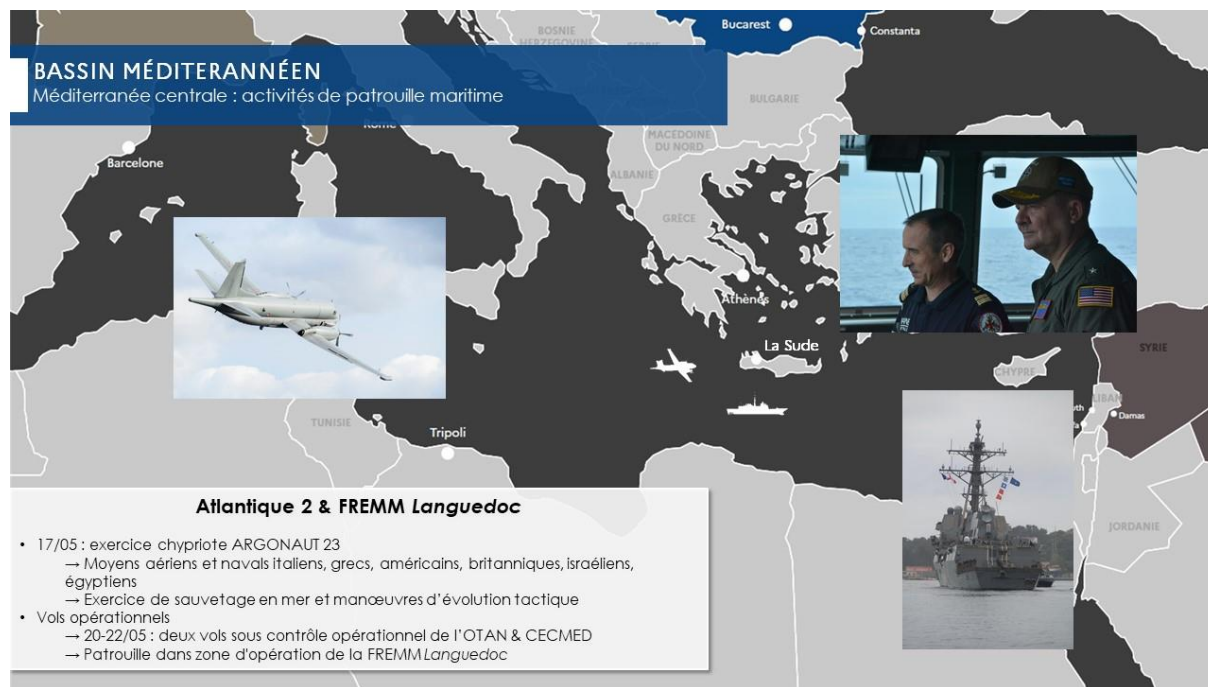 BOSNIE
HERZEGOVINE
Bucarest
Constanta
BASSIN MÉDITERANNÉEN
Méditerranée centrale : activités de patrouille maritime
BULGARIE
Rome
MACÉDOINE
DU NORD
Barcelone
ALBANIE
GRÈCE
Athènes
La Sude
SYRIE
CHYPRE
LIBAN
Damas
TUNISIE
Tripoli
JORDANIE
Atlantique 2 & FREMM Languedoc
• 17/05 : exercice chypriote ARGONAUT 23
→ Moyens aériens et navals italiens, grecs, américains, britanniques, israéliens,
égyptiens
→ Exercice de sauvetage en mer et manœuvres d’évolution tactique
• Vols opérationnels
→ 20-22/05 : deux vols sous contrôle opérationnel de l’OTAN & CECMED
→ Patrouille dans zone d'opération de la FREMM Languedoc